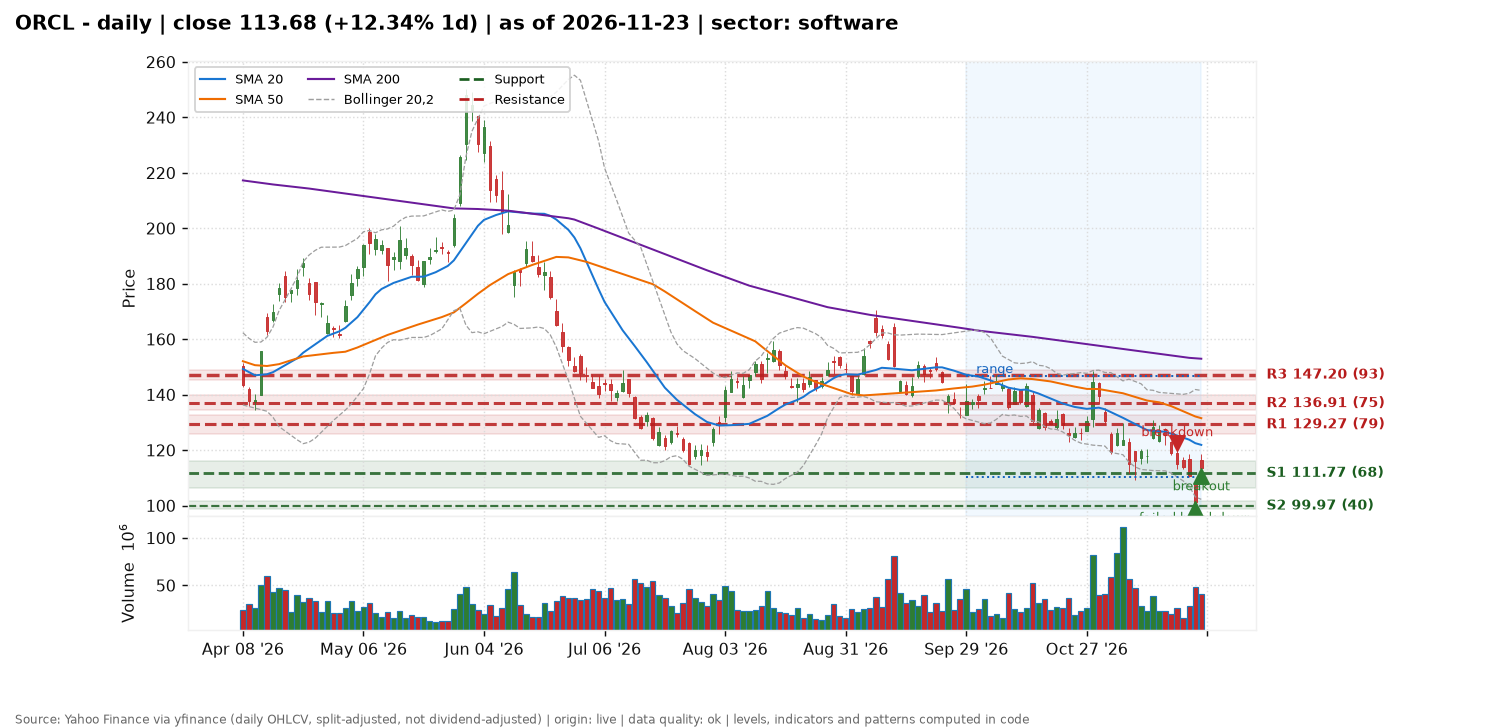 ORCL - daily | close 113.68 (+12.34% 1d) | as of 2026-11-23 | sector: software
SMA 20
SMA 50
SMA 200
Bollinger 20,2
Support
Resistance
Price
260
240
220
200
180
160
140
120
100
range
breakdown
breakout
R3 147.20 (93)
R2 136.91 (75)
R1 129.27 (79)
S1 111.77 (68)
S2 99.97 (40)
Volume 10⁶
100
50
Apr 08 '26
May 06 '26
Jun 04 '26
Jul 06 '26
Aug 03 '26
Aug 31 '26
Sep 29 '26
Oct 27 '26
Source: Yahoo Finance via yfinance (daily OHLCV, split-adjusted, not dividend-adjusted) | origin: live | data quality: ok | levels, indicators and patterns computed in code